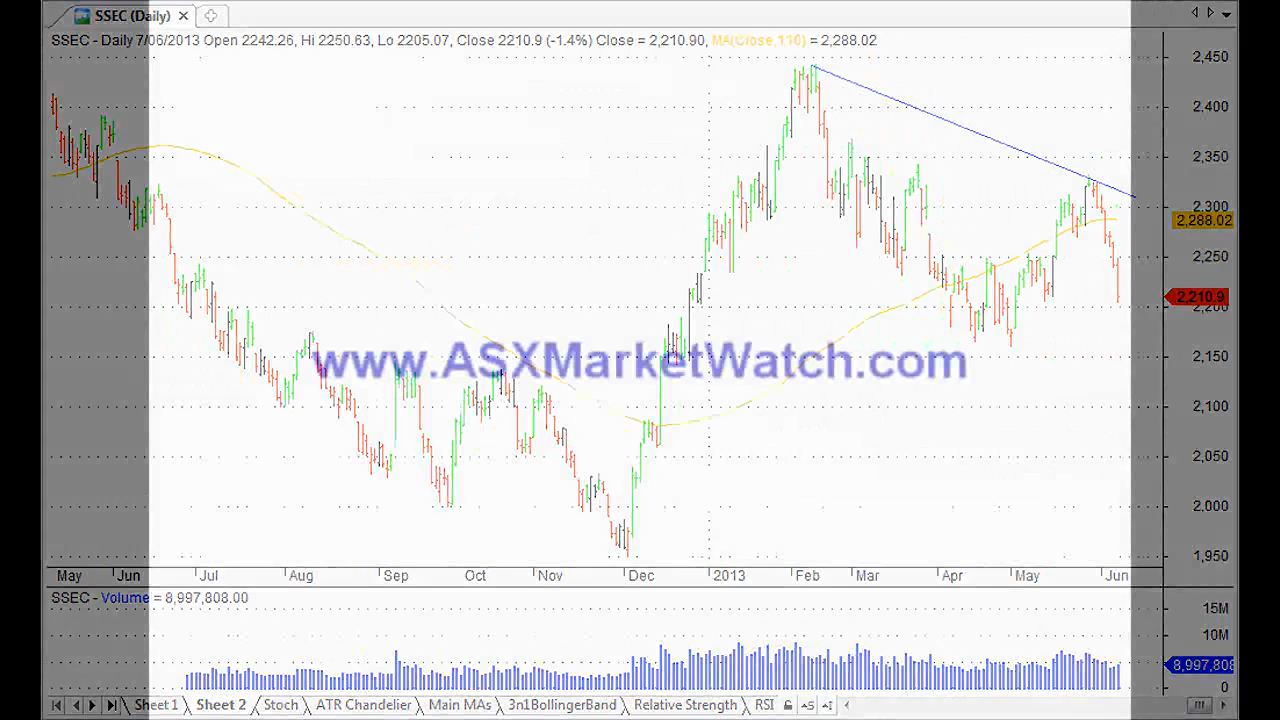 SSEC (Daily)
SSEC - Daily 7/06/2013 Open 2242.26, Hi 2250.63, Lo 2205.07, Close 2210.9 (-1.4%) Close = 2,210.90, MA(Close,110) = 2,288.02
2,450
2,400
2,350
2,300
2,288.02
2,250
2,210.9
2,200
www.ASXMarketWatch.com
2,150
2,100
2,050
2,000
1,950
May Jun Jul Aug Sep Oct Nov Dec 2013 Feb Mar Apr May Jun
SSEC - Volume = 8,997,808.00
15M
10M
8,997,808
0
Sheet 1 Sheet 2 Stoch ATR Chandelier Main MAs 3n1BollingerBand Relative Strength RSI